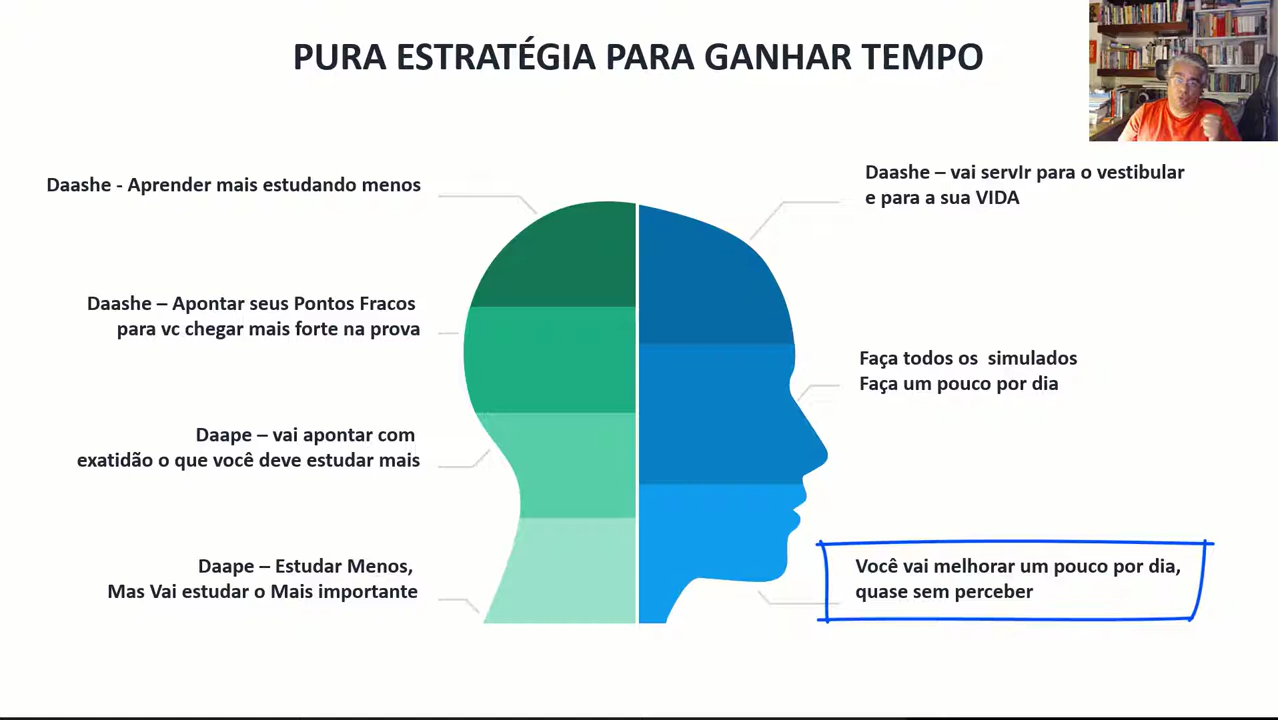 PURA ESTRATÉGIA PARA GANHAR TEMPO
Daashe - Aprender mais estudando menos
Daashe – Apontar seus Pontos Fracos
para vc chegar mais forte na prova
Daape – vai apontar com
exatidão o que você deve estudar mais
Daape – Estudar Menos,
Mas Vai estudar o Mais importante
Daashe – vai servIr para o vestibular
e para a sua VIDA
Faça todos os  simulados
Faça um pouco por dia
Você vai melhorar um pouco por dia,
quase sem perceber